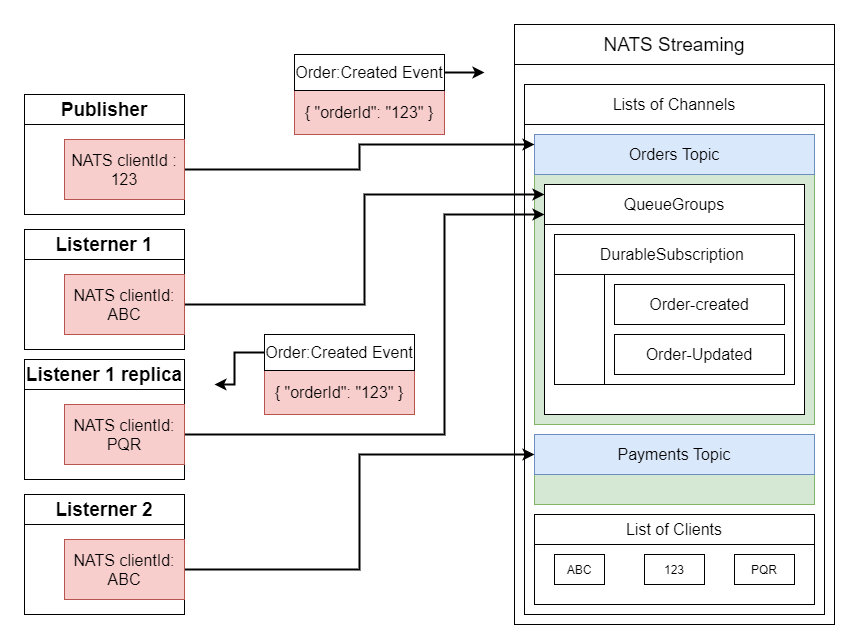 NATS Streaming
Order:Created Event
{ "orderId": "123" }
Lists of Channels
Publisher
NATS clientId :
123
Orders Topic
QueueGroups
Listerner 1
NATS clientId:
ABC
DurableSubscription
Order-created
Order-Updated
Order:Created Event
{ "orderId": "123" }
Listener 1 replica
NATS clientId:
PQR
Payments Topic
Listerner 2
NATS clientId:
ABC
List of Clients
ABC
123
PQR